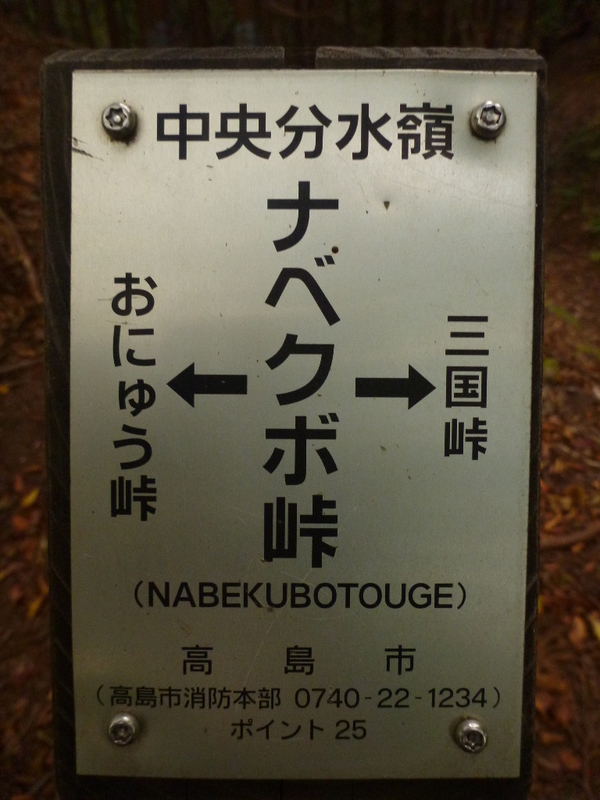 中央分水嶺
ナベクボ峠
おにゅう峠
三国峠
(NABEKUBOTOUGE)
高島市
(高島市消防本部 0740-22-1234)
ポイント 25